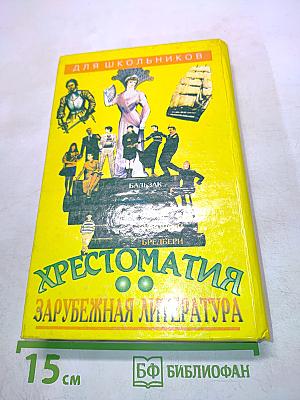 ДЛЯ ШКОЛЬНИКОВ
БАЛЬЗАК
БРЕДБЕРИ
ХРЕСТОМАТИЯ
ЗАРУБЕЖНАЯ ЛИТЕРАТУРА
15 см
БФ БИБЛИОФАН